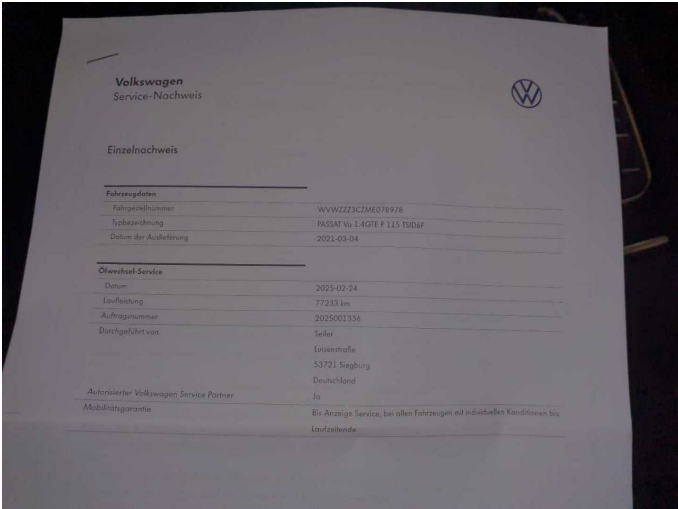 Volkswagen
Service-Nachweis
Einzelnachweis
Fahrzeugdaten
Fahrgestellnummer WVWZZZ3CZME078978
Typbezeichnung PASSAT Va 1.4GTE P 115 TSID6F
Datum der Auslieferung 2021-03-04
Ölwechsel-Service
Datum 2025-02-24
Laufleistung 77233 km
Auftragsnummer 2025001336
Durchgeführt von Seiler
Luisenstraße
53721 Siegburg
Deutschland
Autorisierter Volkswagen Service Partner Ja
Mobilitätsgarantie Bis Anzeige Service, bei allen Fahrzeugen mit individuellen Konditionen bis
Laufzeitende